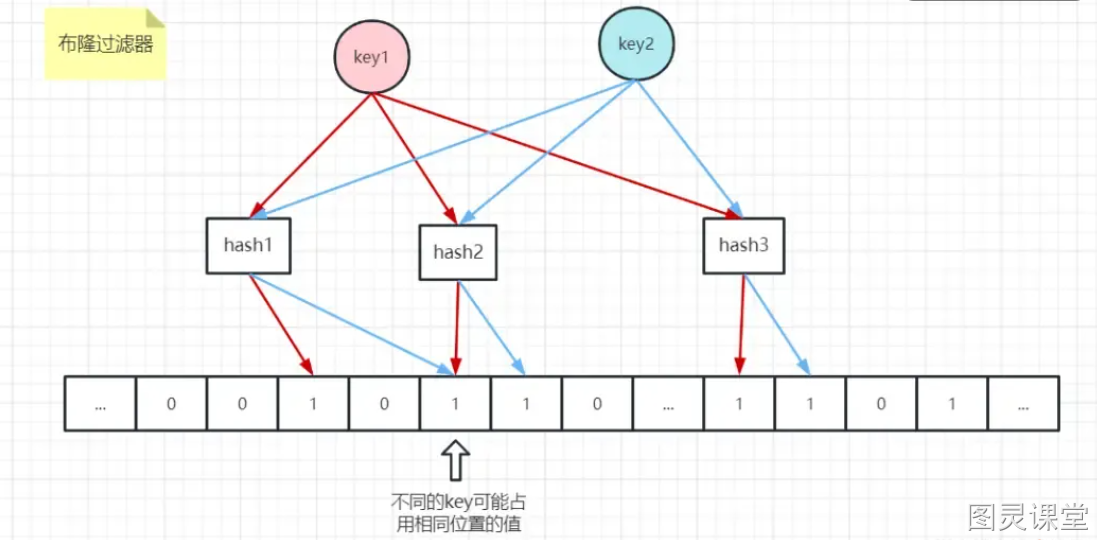 布隆过滤器
key1
key2
hash1
hash2
hash3
... 0 0 1 0 1 1 0 ... 1 1 0 1 ...
不同的key可能占
用相同位置的值
图灵课堂